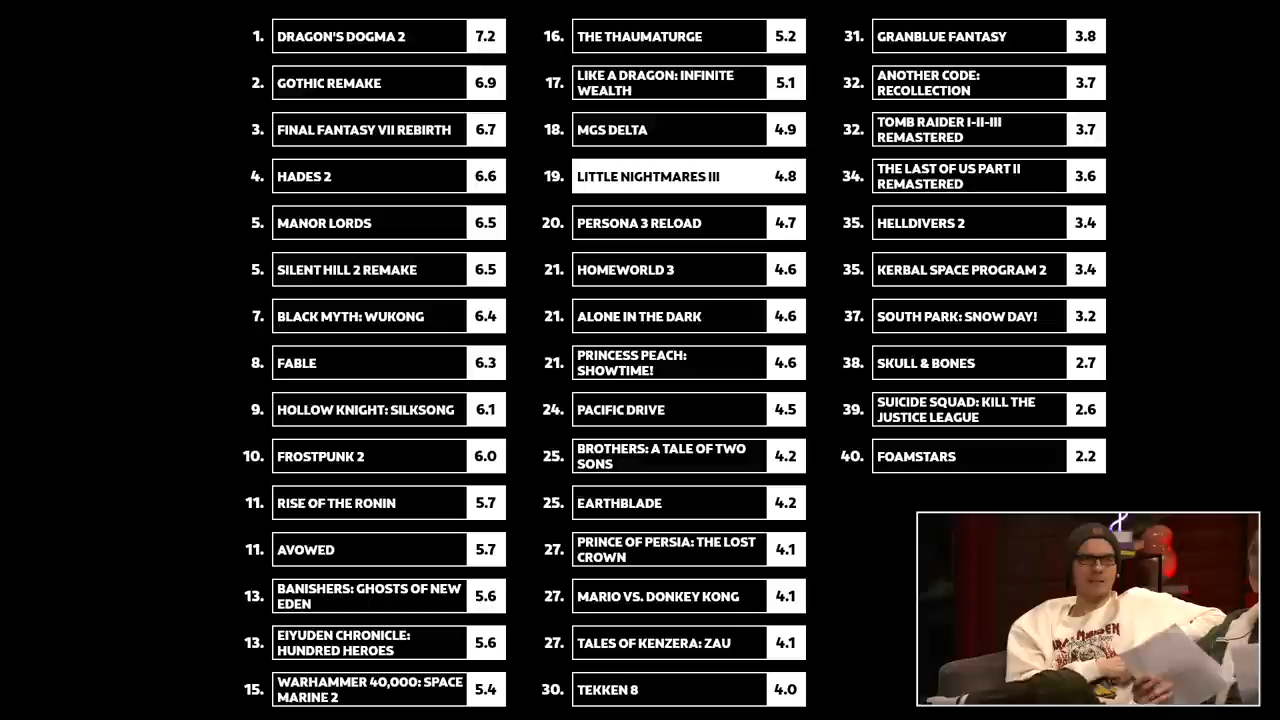 1. DRAGON'S DOGMA 2 7.2
2. GOTHIC REMAKE 6.9
3. FINAL FANTASY VII REBIRTH 6.7
4. HADES 2 6.6
5. MANOR LORDS 6.5
5. SILENT HILL 2 REMAKE 6.5
7. BLACK MYTH: WUKONG 6.4
8. FABLE 6.3
9. HOLLOW KNIGHT: SILKSONG 6.1
10. FROSTPUNK 2 6.0
11. RISE OF THE RONIN 5.7
11. AVOWED 5.7
13. BANISHERS: GHOSTS OF NEW
EDEN 5.6
13. EIYUDEN CHRONICLE:
HUNDRED HEROES 5.6
15. WARHAMMER 40,000: SPACE
MARINE 2 5.4
16. THE THAUMATURGE 5.2
17. LIKE A DRAGON: INFINITE
WEALTH 5.1
18. MGS DELTA 4.9
19. LITTLE NIGHTMARES III 4.8
20. PERSONA 3 RELOAD 4.7
21. HOMEWORLD 3 4.6
21. ALONE IN THE DARK 4.6
21. PRINCESS PEACH:
SHOWTIME! 4.6
24. PACIFIC DRIVE 4.5
25. BROTHERS: A TALE OF TWO
SONS 4.2
25. EARTHBLADE 4.2
27. PRINCE OF PERSIA: THE LOST
CROWN 4.1
27. MARIO VS. DONKEY KONG 4.1
27. TALES OF KENZERA: ZAU 4.1
30. TEKKEN 8 4.0
31. GRANBLUE FANTASY 3.8
32. ANOTHER CODE:
RECOLLECTION 3.7
32. TOMB RAIDER I-II-III
REMASTERED 3.7
34. THE LAST OF US PART II
REMASTERED 3.6
35. HELLDIVERS 2 3.4
35. KERBAL SPACE PROGRAM 2 3.4
37. SOUTH PARK: SNOW DAY! 3.2
38. SKULL & BONES 2.7
39. SUICIDE SQUAD: KILL THE
JUSTICE LEAGUE 2.6
40. FOAMSTARS 2.2
IRON MAIDEN